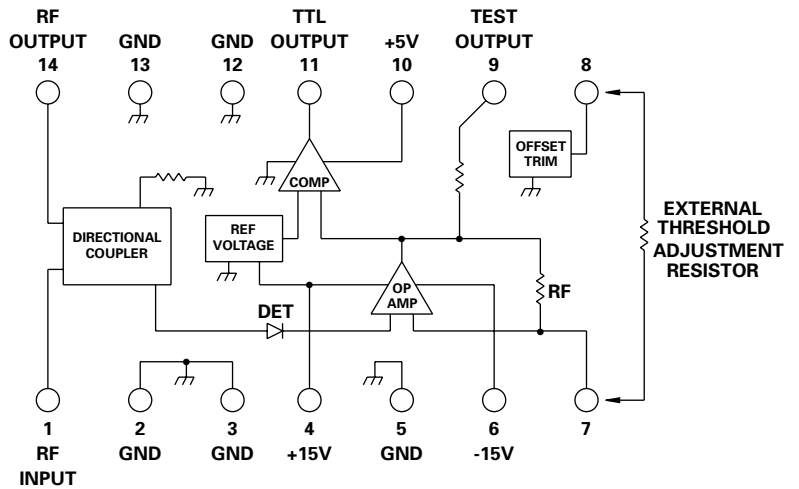 RF
OUTPUT
14
GND
13
GND
12
TTL
OUTPUT
11
+5V
10
TEST
OUTPUT
9
8
OFFSET
TRIM
COMP
DIRECTIONAL
COUPLER
REF
VOLTAGE
EXTERNAL
THRESHOLD
ADJUSTMENT
RESISTOR
OP
AMP
RF
DET
1
RF
INPUT
2
GND
3
GND
4
+15V
5
GND
6
-15V
7